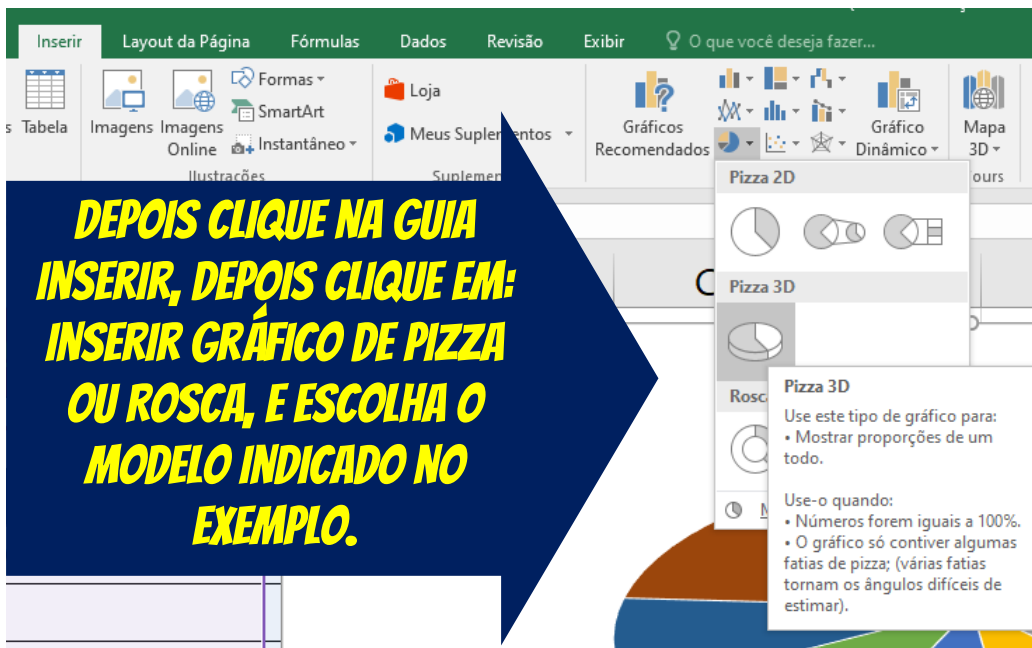 Inserir Layout da Página Fórmulas Dados Revisão Exibir O que você deseja fazer...
Formas
SmartArt
Instantâneo
Tabela
Imagens
Imagens
Online
Ilustrações
Loja
Meus Suplementos
Gráficos
Recomendados
Gráfico
Dinâmico
Mapa
3D
DEPOIS CLIQUE NA GUIA
INSERIR, DEPOIS CLIQUE EM:
INSERIR GRÁFICO DE PIZZA
OU ROSCA, E ESCOLHA O
MODELO INDICADO NO
EXEMPLO.
Pizza 2D
Pizza 3D
Pizza 3D
Use este tipo de gráfico para:
• Mostrar proporções de um
todo.
Use-o quando:
• Números forem iguais a 100%.
• O gráfico só contiver algumas
fatias de pizza; (várias fatias
tornam os ângulos difíceis de
estimar).